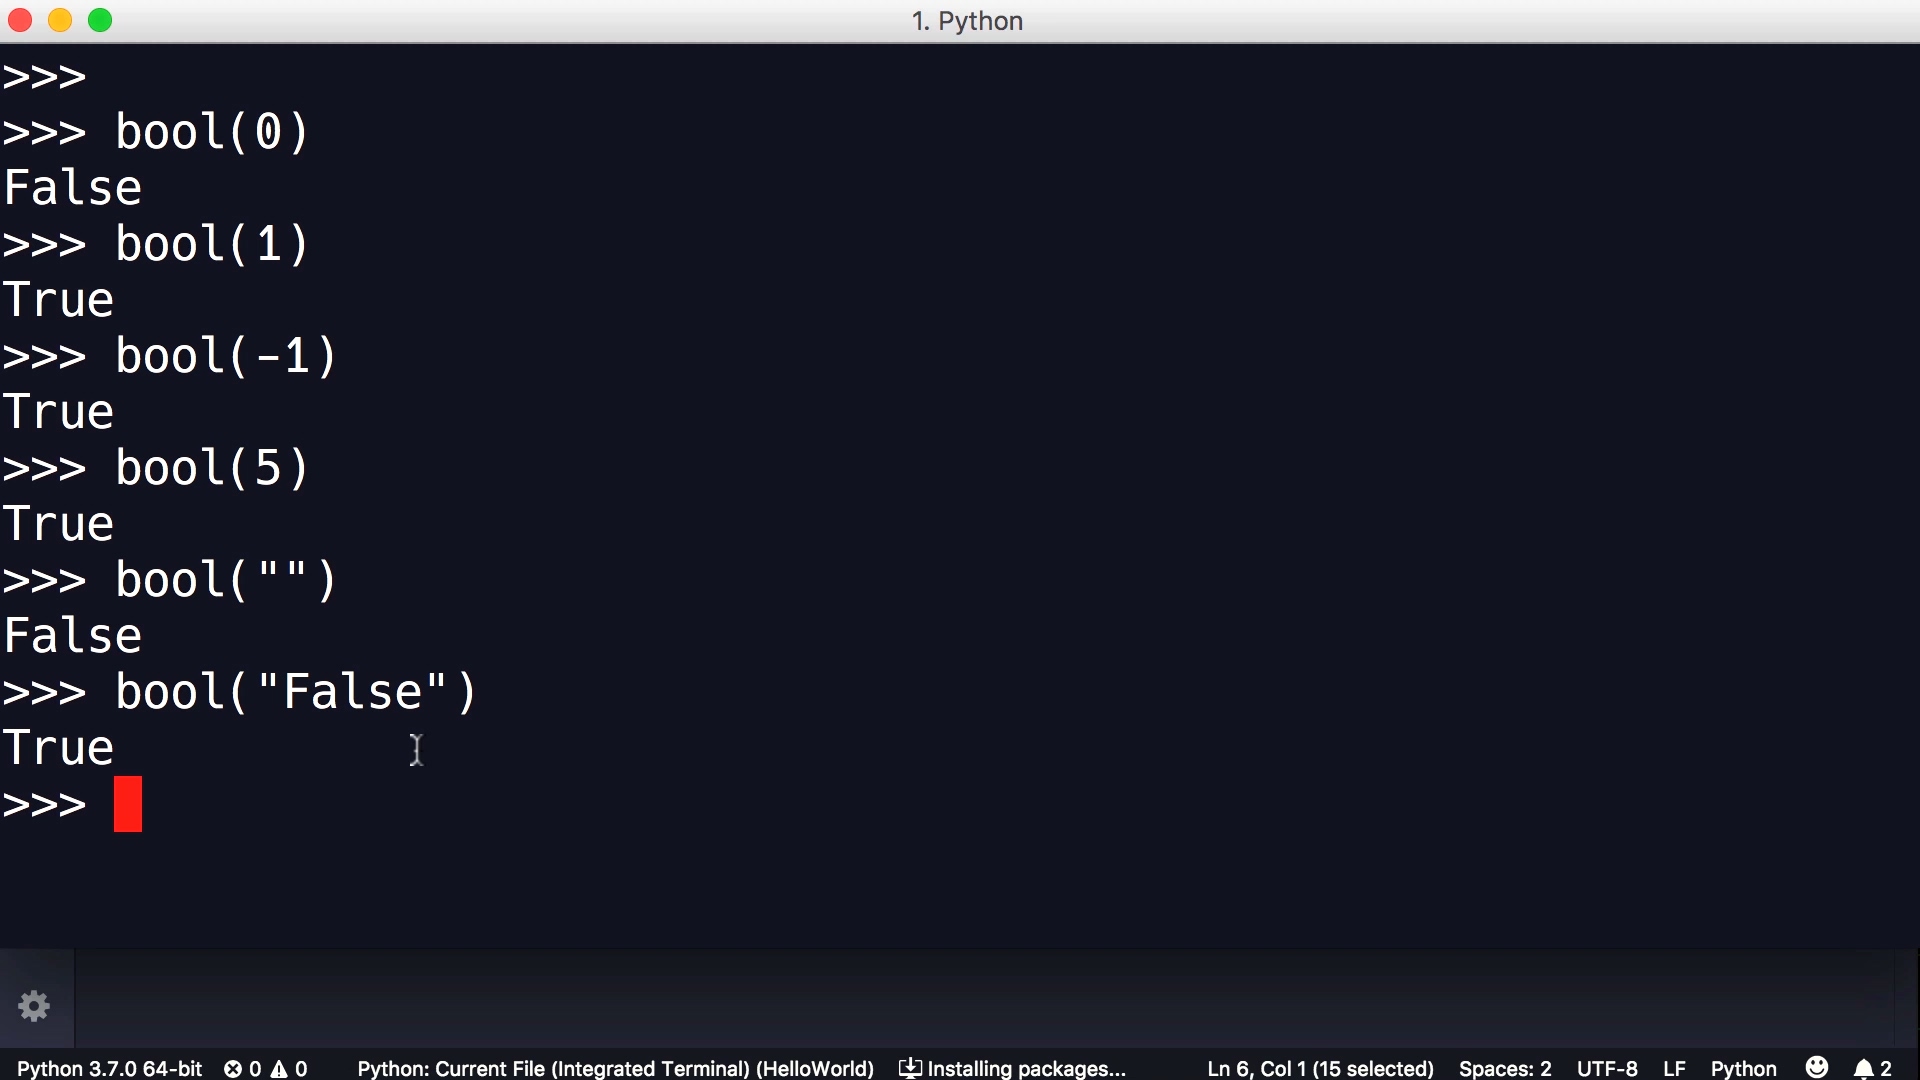 1. Python
>>>
>>> bool(0)
False
>>> bool(1)
True
>>> bool(-1)
True
>>> bool(5)
True
>>> bool("")
False
>>> bool("False")
True
>>>
Python 3.7.0 64-bit 0 0 Python: Current File (Integrated Terminal) (HelloWorld) Installing packages... Ln 6, Col 1 (15 selected) Spaces: 2 UTF-8 LF Python 2